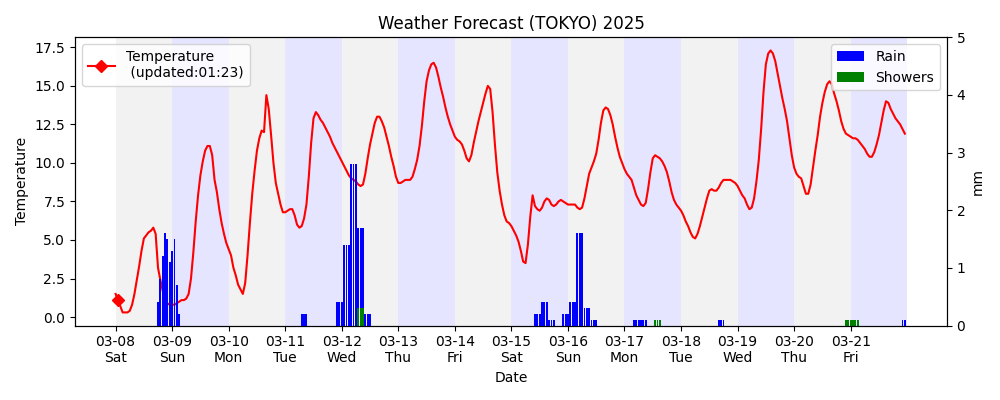 Weather Forecast (TOKYO) 2025
Temperature
(updated:01:23)
Rain
Showers
17.5
15.0
12.5
10.0
7.5
5.0
2.5
0.0
Temperature
5
4
3
2
1
0
mm
03-08 03-09 03-10 03-11 03-12 03-13 03-14 03-15 03-16 03-17 03-18 03-19 03-20 03-21
Sat Sun Mon Tue Wed Thu Fri Sat Sun Mon Tue Wed Thu Fri
Date